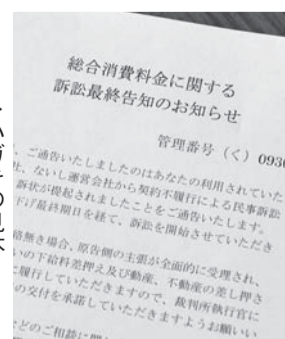 総合消費料金に関する
訴訟最終告知のお知らせ
管理番号（く）0930
、ご通告いたしましたのはあなたの利用されていた
社、ないし運営会社から契約不履行による民事訴訟
訴状が提起されましたことをご通告いたします。
下げ最終期日を経て、訴訟を開始させていただき
絡無き場合、原告側の主張が全面的に受理され、
いの下給料差押え及び動産、不動産の差し押さ
に履行していただきますので、裁判所執行官に
の交付を承諾していただきますようお願いい
などのご相談に関し